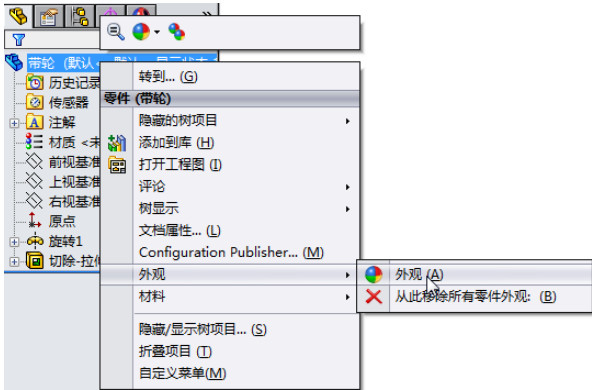 »
带轮 (默认<
转到... (G)
历史记录
零件 (带轮)
传感器
隐藏的树项目
注解
添加到库 (H)
材质 <未
打开工程图 (I)
前视基准
评论
上视基准
树显示
右视基准
文档属性... (L)
原点
Configuration Publisher... (M)
旋转1
外观
外观 (A)
切除-拉伸
材料
从此移除所有零件外观: (B)
隐藏/显示树项目... (S)
折叠项目 (T)
自定义菜单(M)